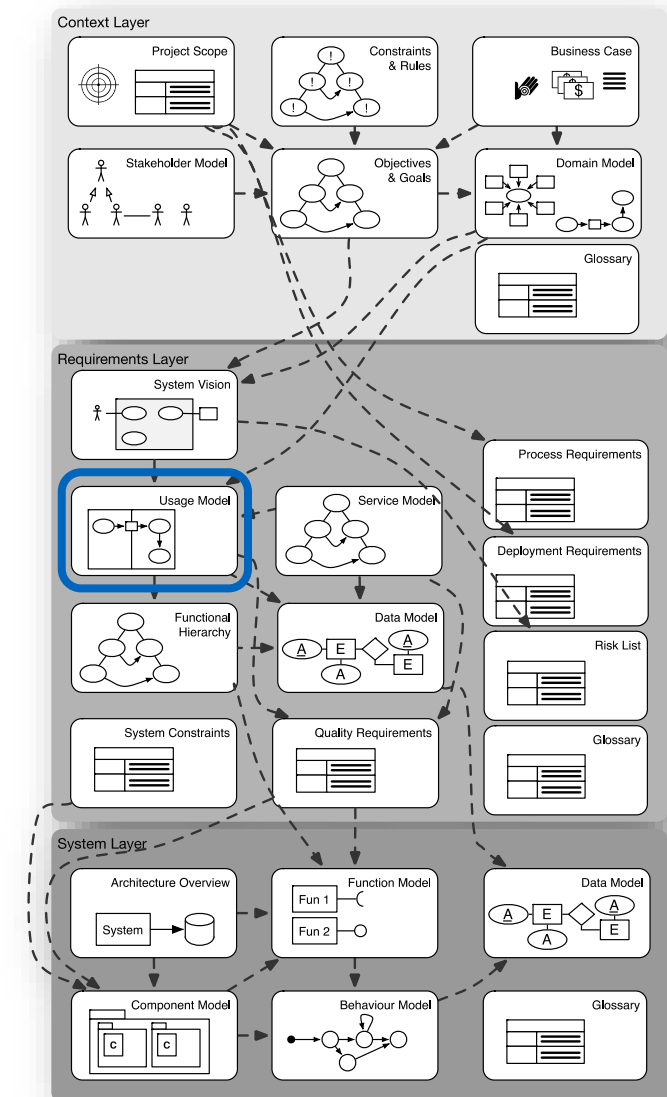 Context Layer
Project Scope
Constraints
& Rules
! ! ! ! !
Business Case
$
Stakeholder Model
Objectives
& Goals
Domain Model
Glossary
Requirements Layer
System Vision
Process Requirements
Usage Model
Service Model
Deployment Requirements
Functional
Hierarchy
Data Model
A E A
A E
Risk List
System Constraints
Quality Requirements
Glossary
System Layer
Architecture Overview
System
Function Model
Fun 1
Fun 2
Data Model
A E A
A E
Component Model
C C
Behaviour Model
Glossary